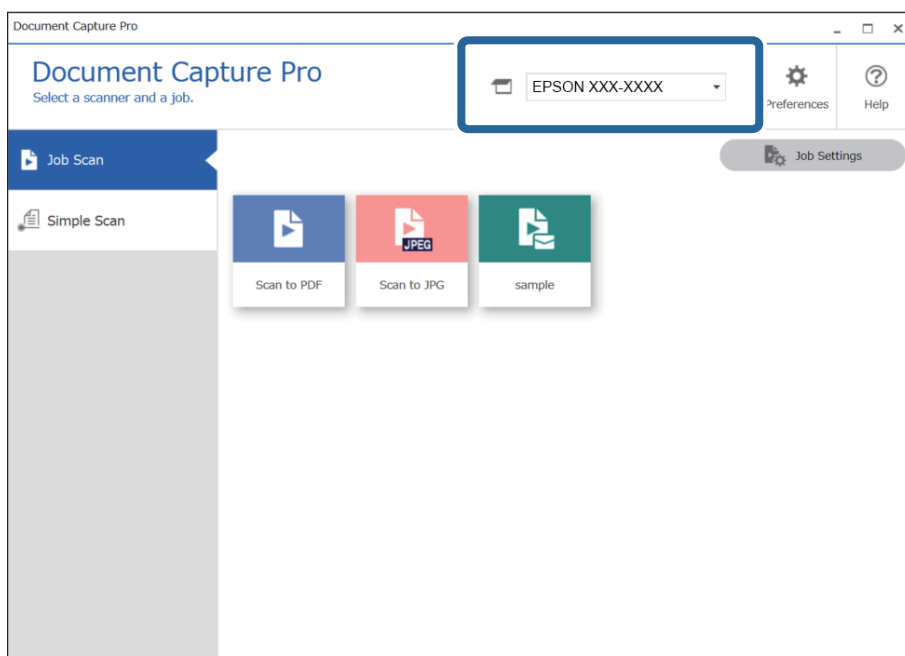 Document Capture Pro
Document Capture Pro
Select a scanner and a job.
EPSON XXX-XXXX
Preferences
Help
Job Scan
Job Settings
Simple Scan
JPEG
Scan to PDF
Scan to JPG
sample